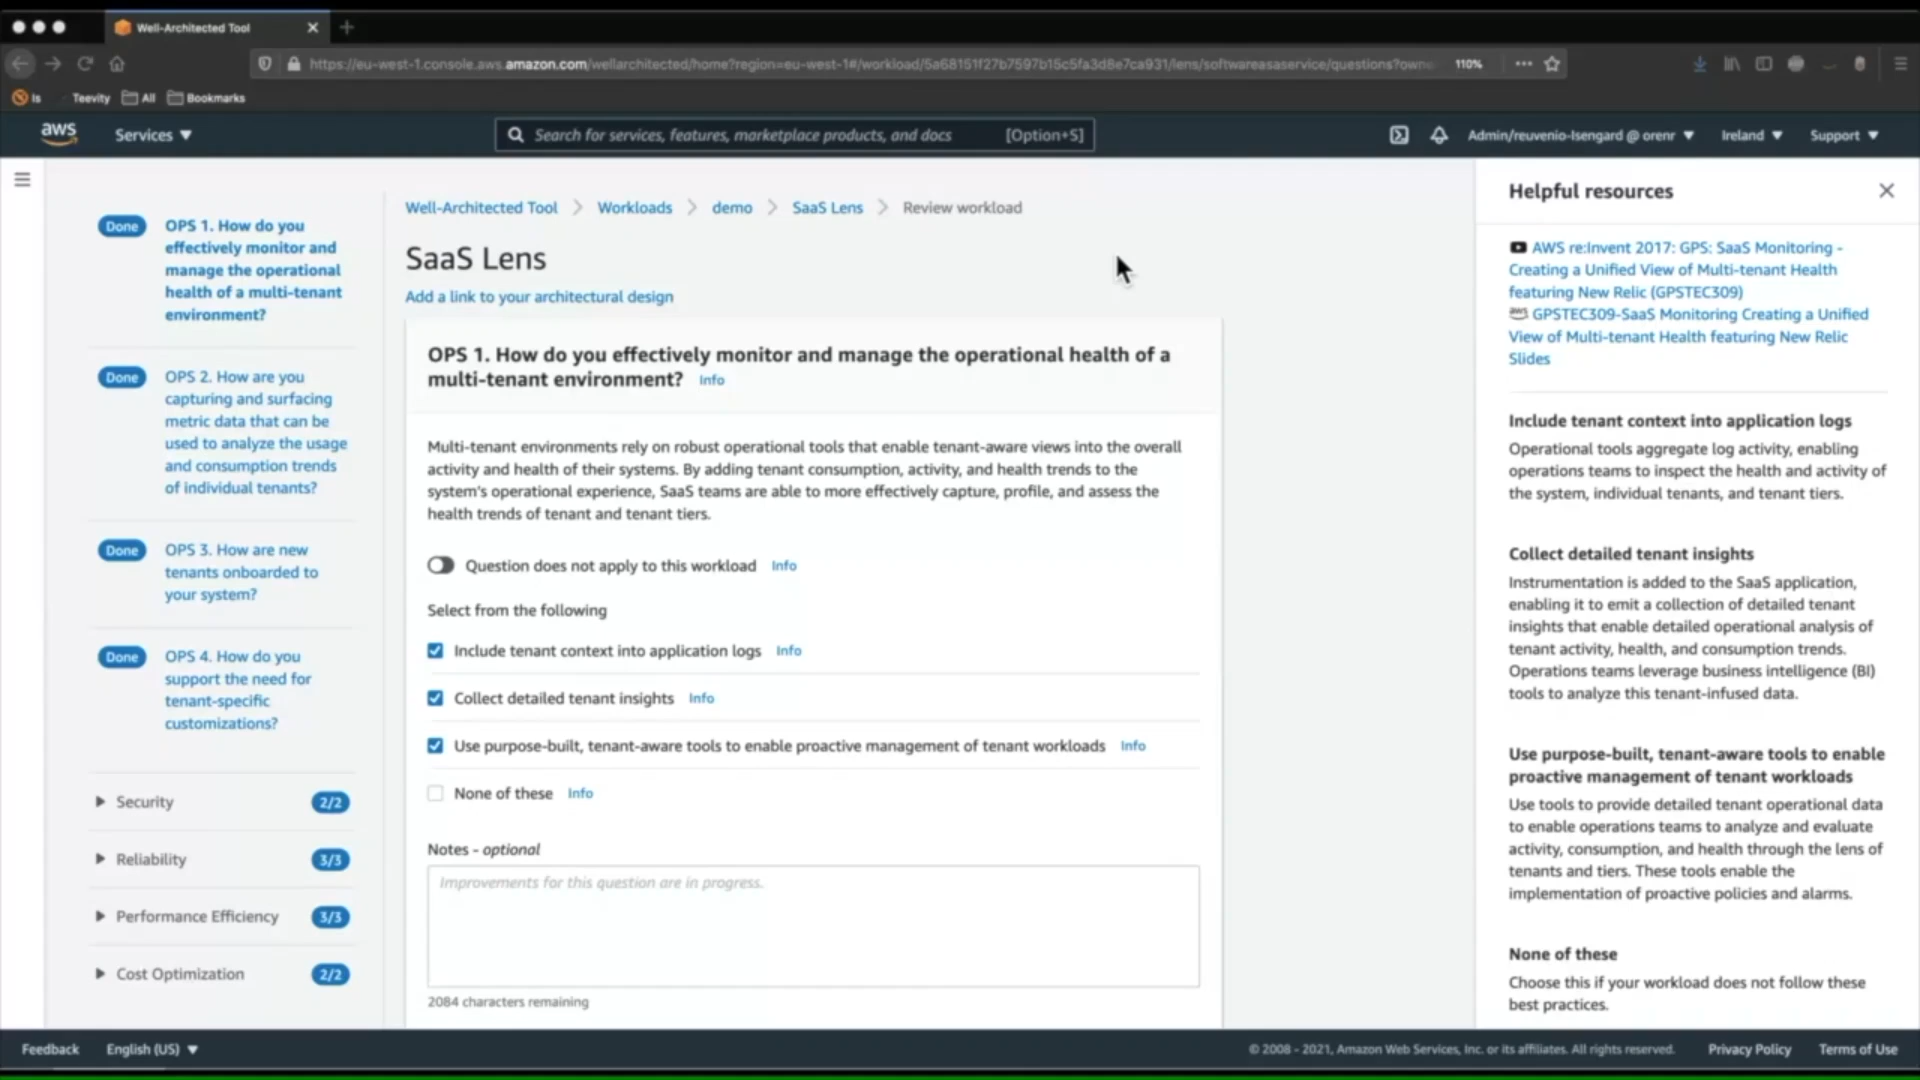 Well-Architected Tool
https://eu-west-1.console.aws.amazon.com/wellarchitected/home?region=eu-west-1#/workload/5a68151f27b7597b15c5fa3d8e7ca931/lens/softwareasaservice/questions?owne
110%
Is
Teevity
All
Bookmarks
aws
Services
Search for services, features, marketplace products, and docs
[Option+S]
Admin/reuvenio-Isengard @ orenr
Ireland
Support
Done
OPS 1. How do you
effectively monitor and
manage the operational
health of a multi-tenant
environment?
Done
OPS 2. How are you
capturing and surfacing
metric data that can be
used to analyze the usage
and consumption trends
of individual tenants?
Done
OPS 3. How are new
tenants onboarded to
your system?
Done
OPS 4. How do you
support the need for
tenant-specific
customizations?
Security
2/2
Reliability
3/3
Performance Efficiency
3/3
Cost Optimization
2/2
Well-Architected Tool
Workloads
demo
SaaS Lens
Review workload
SaaS Lens
Add a link to your architectural design
OPS 1. How do you effectively monitor and manage the operational health of a
multi-tenant environment? Info
Multi-tenant environments rely on robust operational tools that enable tenant-aware views into the overall
activity and health of their systems. By adding tenant consumption, activity, and health trends to the
system's operational experience, SaaS teams are able to more effectively capture, profile, and assess the
health trends of tenant and tenant tiers.
Question does not apply to this workload Info
Select from the following
Include tenant context into application logs Info
Collect detailed tenant insights Info
Use purpose-built, tenant-aware tools to enable proactive management of tenant workloads Info
None of these Info
Notes - optional
Improvements for this question are in progress.
2084 characters remaining
Helpful resources
AWS re:Invent 2017: GPS: SaaS Monitoring -
Creating a Unified View of Multi-tenant Health
featuring New Relic (GPSTEC309)
aws GPSTEC309-SaaS Monitoring Creating a Unified
View of Multi-tenant Health featuring New Relic
Slides
Include tenant context into application logs
Operational tools aggregate log activity, enabling
operations teams to inspect the health and activity of
the system, individual tenants, and tenant tiers.
Collect detailed tenant insights
Instrumentation is added to the SaaS application,
enabling it to emit a collection of detailed tenant
insights that enable detailed operational analysis of
tenant activity, health, and consumption trends.
Operations teams leverage business intelligence (BI)
tools to analyze this tenant-infused data.
Use purpose-built, tenant-aware tools to enable
proactive management of tenant workloads
Use tools to provide detailed tenant operational data
to enable operations teams to analyze and evaluate
activity, consumption, and health through the lens of
tenants and tiers. These tools enable the
implementation of proactive policies and alarms.
None of these
Choose this if your workload does not follow these
best practices.
Feedback
English (US)
© 2008 - 2021, Amazon Web Services, Inc. or its affiliates. All rights reserved.
Privacy Policy
Terms of Use